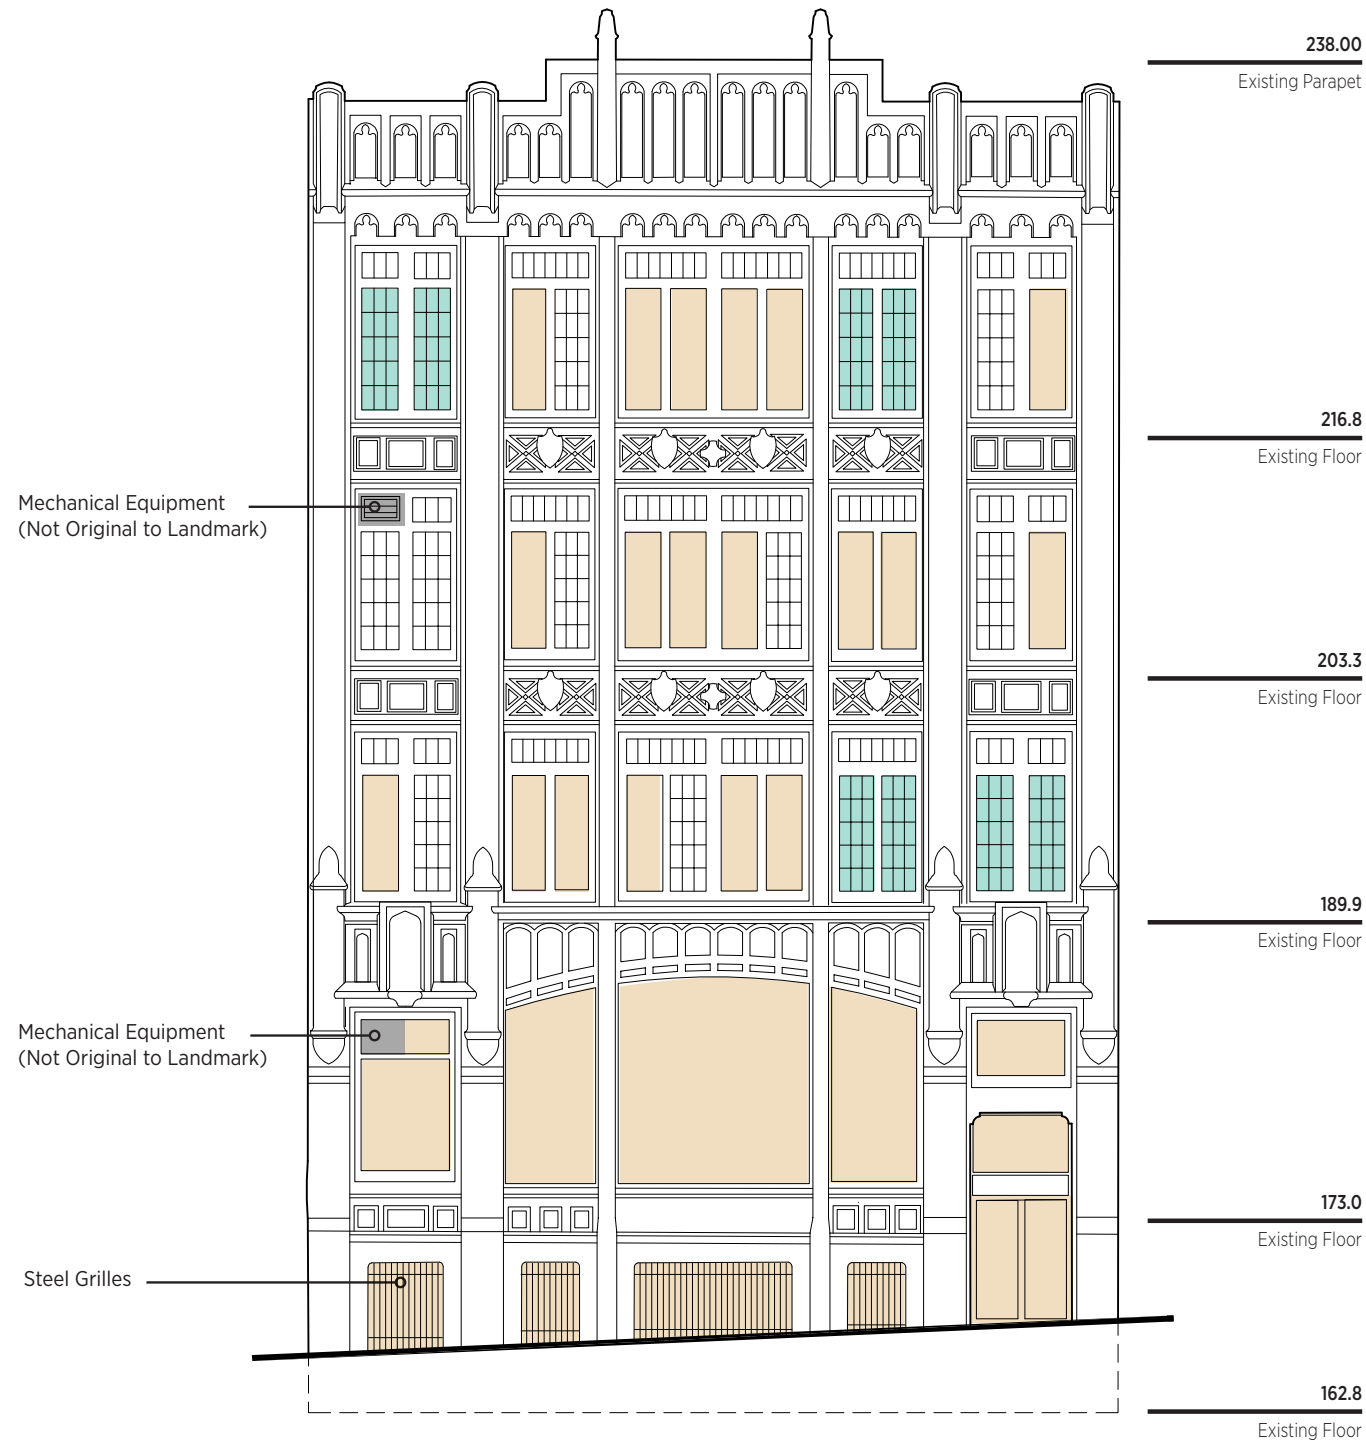 238.00
Existing Parapet
216.8
Existing Floor
Mechanical Equipment
(Not Original to Landmark)
203.3
Existing Floor
189.9
Existing Floor
Mechanical Equipment
(Not Original to Landmark)
173.0
Existing Floor
Steel Grilles
162.8
Existing Floor